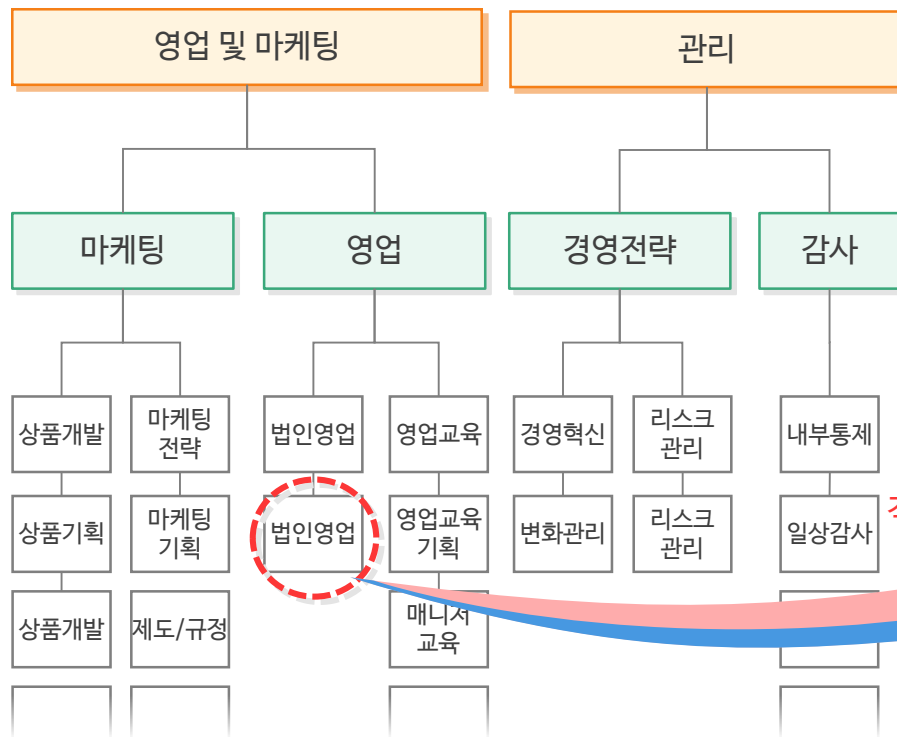 영업 및 마케팅
관리
마케팅
영업
경영전략
감사
상품개발
마케팅
전략
법인영업
영업교육
경영혁신
리스크
관리
내부통제
상품기획
마케팅
기획
법인영업
영업교육
기획
변화관리
리스크
관리
일상감사
상품개발
제도/규정
매니저
교육